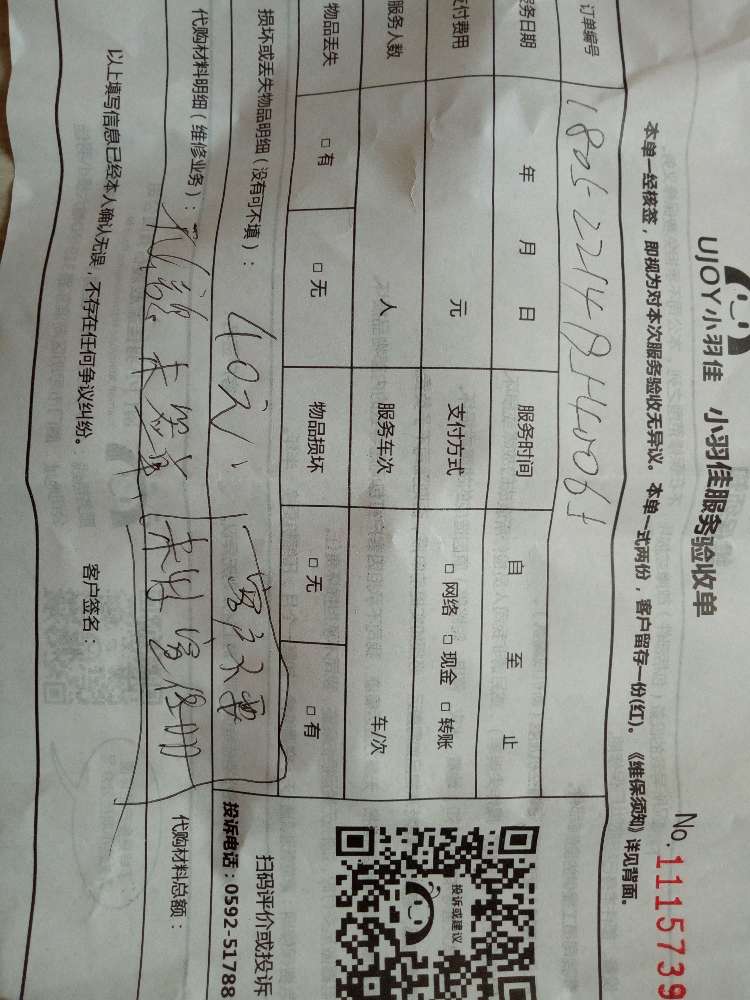 UJOY小羽佳 小羽佳服务验收单
No. 1115739
本单一经核签，即视为对本次服务验收无异议。本单一式两份，客户留存一份(红)。《维保须知》详见背面。
订单编号
务日期 年 月 日 服务时间 自 至 止
支付费用 元 支付方式 □ 网络 □ 现金 □ 转账
服务人数 人 服务车次 车/次
物品丢失 □ 有 □ 无 物品损坏 □ 无 □ 有
损坏或丢失物品明细（没有可不填）：
40元
代购材料明细（维修业务）：
代购材料总额：
以上填写信息已经本人确认无误，不存在任何争议纠纷。 客户签名：
投诉或建议
扫码评价或投诉
投诉电话：0592-51788